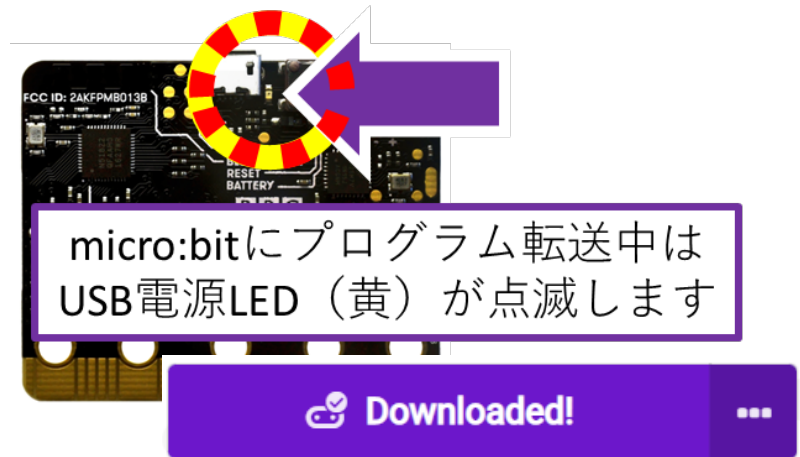 FCC ID: 2AKFPMB013B
RESET
BATTERY
micro:bitにプログラム転送中は
USB電源LED（黄）が点滅します
Downloaded!